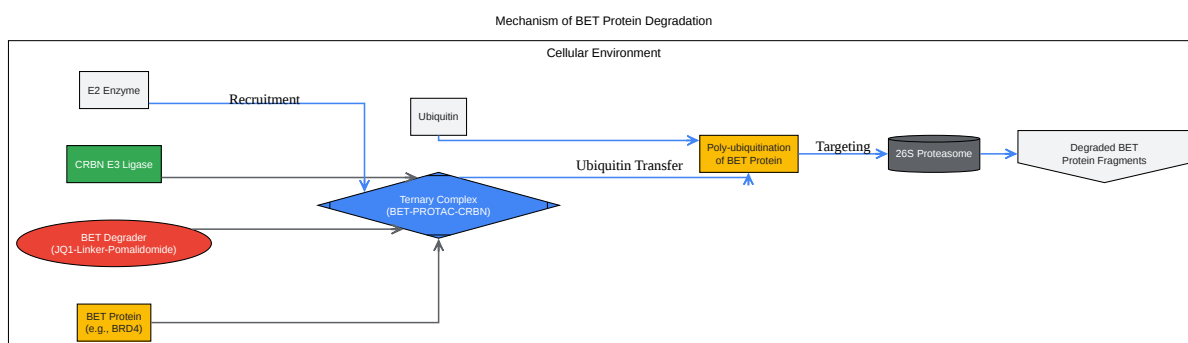 Mechanism of BET Protein Degradation
Cellular Environment
E2 Enzyme
Recruitment
Ubiquitin
CRBN E3 Ligase
Poly-ubiquitination
of BET Protein
Targeting
26S Proteasome
Degraded BET
Protein Fragments
Ubiquitin Transfer
Ternary Complex
(BET-PROTAC-CRBN)
BET Degrader
(JQ1-Linker-Pomalidomide)
BET Protein
(e.g., BRD4)